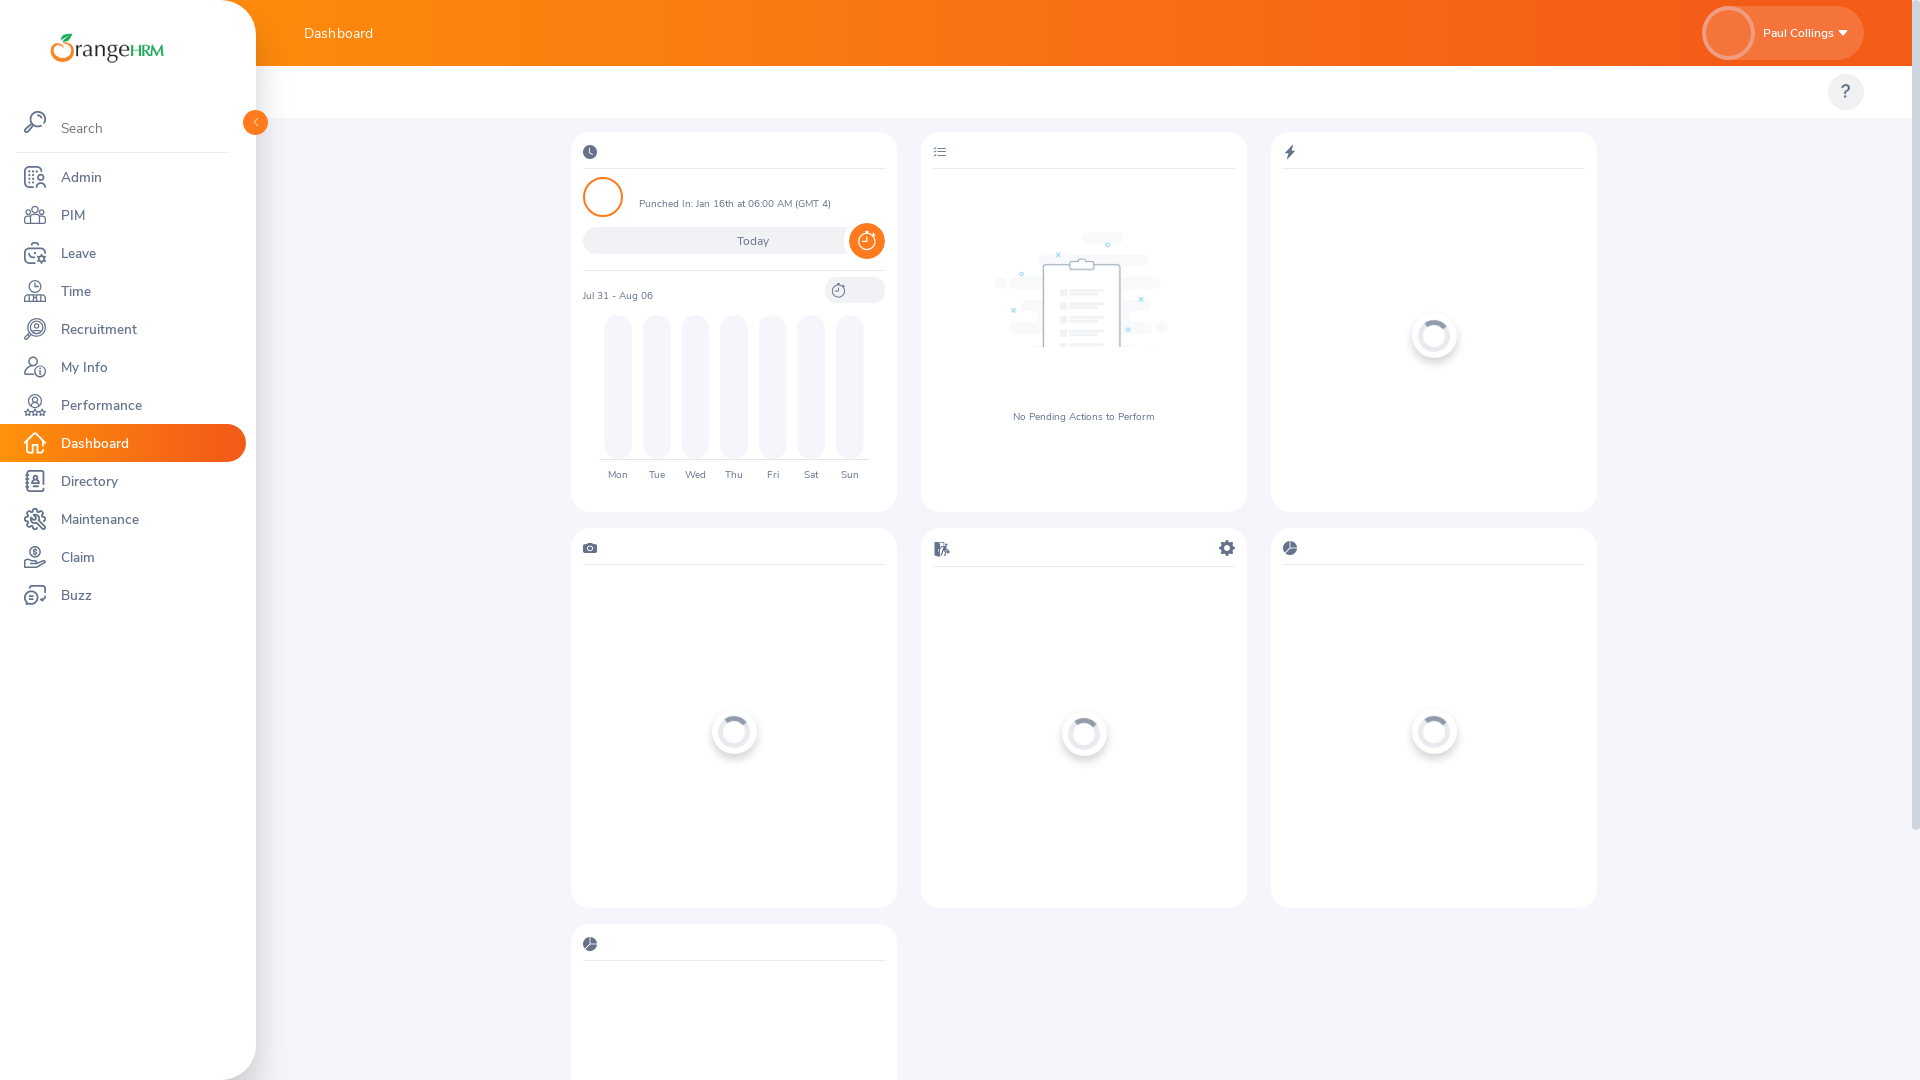 OrangeHRM
Dashboard
Paul Collings
?
Search
Admin
PIM
Leave
Time
Recruitment
My Info
Performance
Dashboard
Directory
Maintenance
Claim
Buzz
Punched In: Jan 16th at 06:00 AM (GMT 4)
Today
Jul 31 - Aug 06
Mon Tue Wed Thu Fri Sat Sun
No Pending Actions to Perform